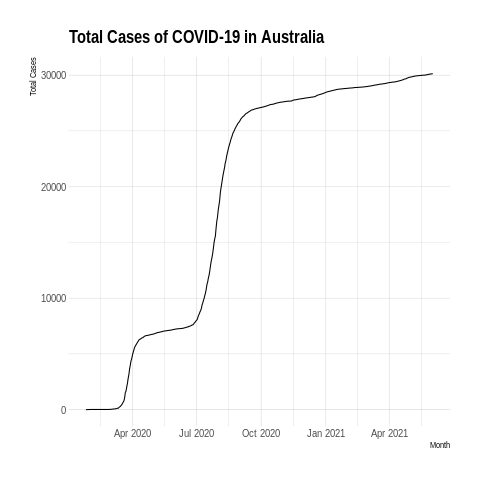 Total Cases of COVID-19 in Australia
Total Cases
30000
20000
10000
0
Apr 2020 Jul 2020 Oct 2020 Jan 2021 Apr 2021
Month